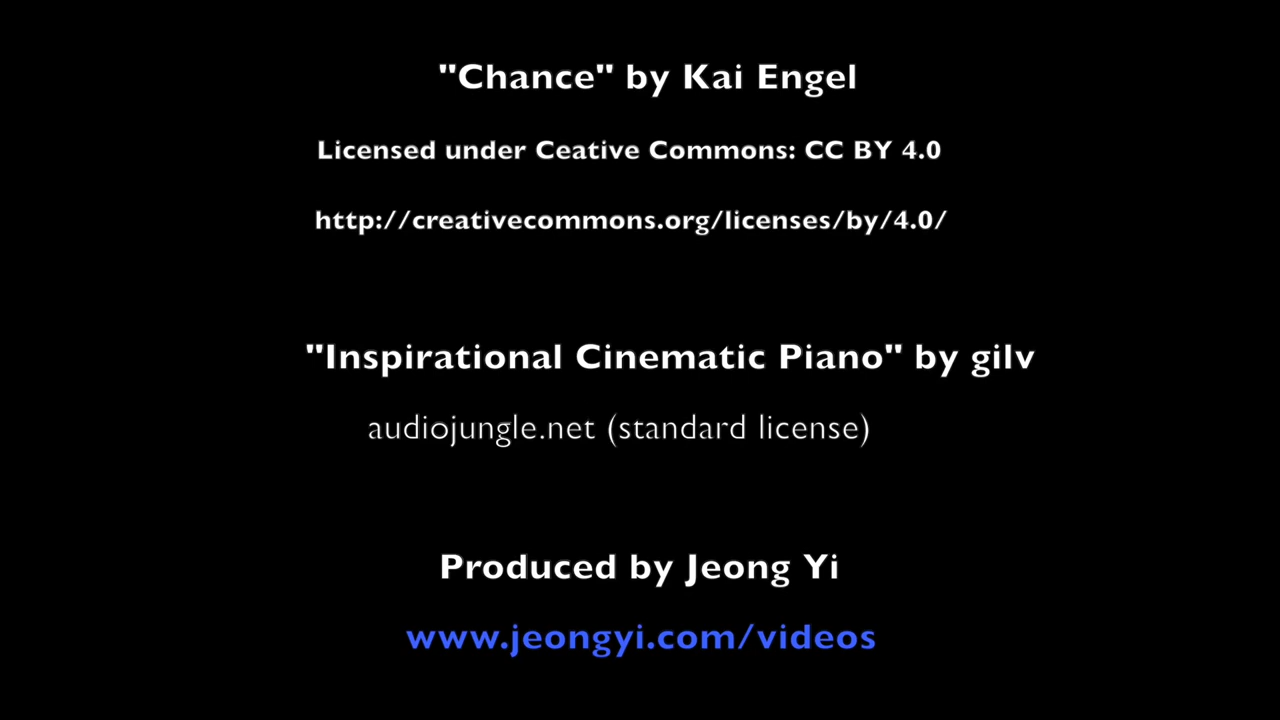 "Chance" by Kai Engel
Licensed under Ceative Commons: CC BY 4.0
http://creativecommons.org/licenses/by/4.0/
"Inspirational Cinematic Piano" by gilv
audiojungle.net (standard license)
Produced by Jeong Yi
www.jeongyi.com/videos